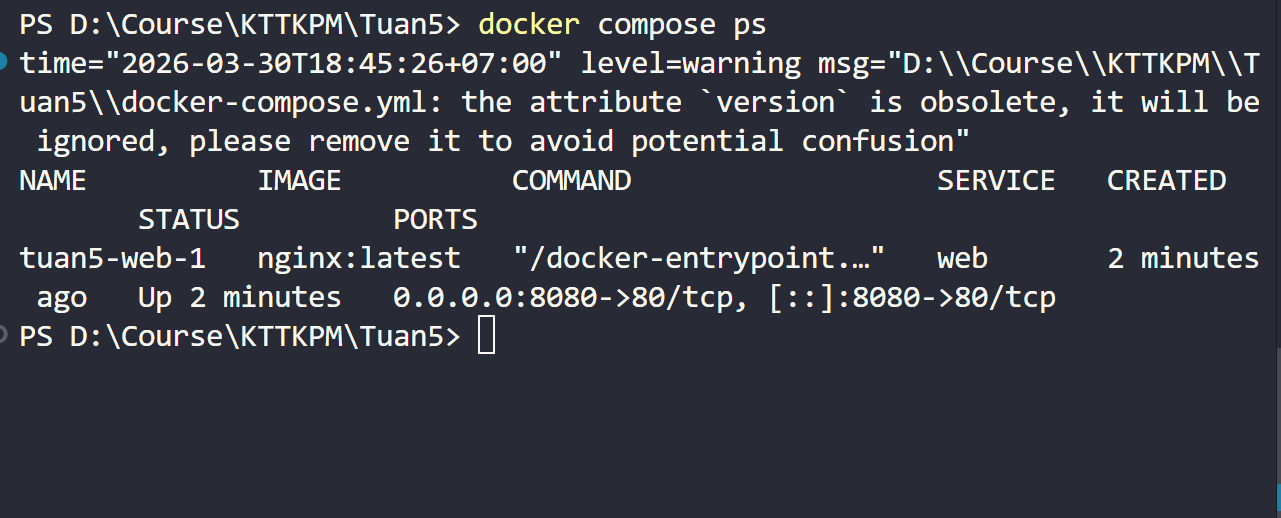 PS D:\Course\KTTKPM\Tuan5> docker compose ps
time="2026-03-30T18:45:26+07:00" level=warning msg="D:\\Course\\KTTKPM\\T
uan5\\docker-compose.yml: the attribute `version` is obsolete, it will be
 ignored, please remove it to avoid potential confusion"
NAME          IMAGE          COMMAND                  SERVICE   CREATED
       STATUS         PORTS
tuan5-web-1   nginx:latest   "/docker-entrypoint.…"   web       2 minutes
 ago   Up 2 minutes   0.0.0.0:8080->80/tcp, [::]:8080->80/tcp
PS D:\Course\KTTKPM\Tuan5>